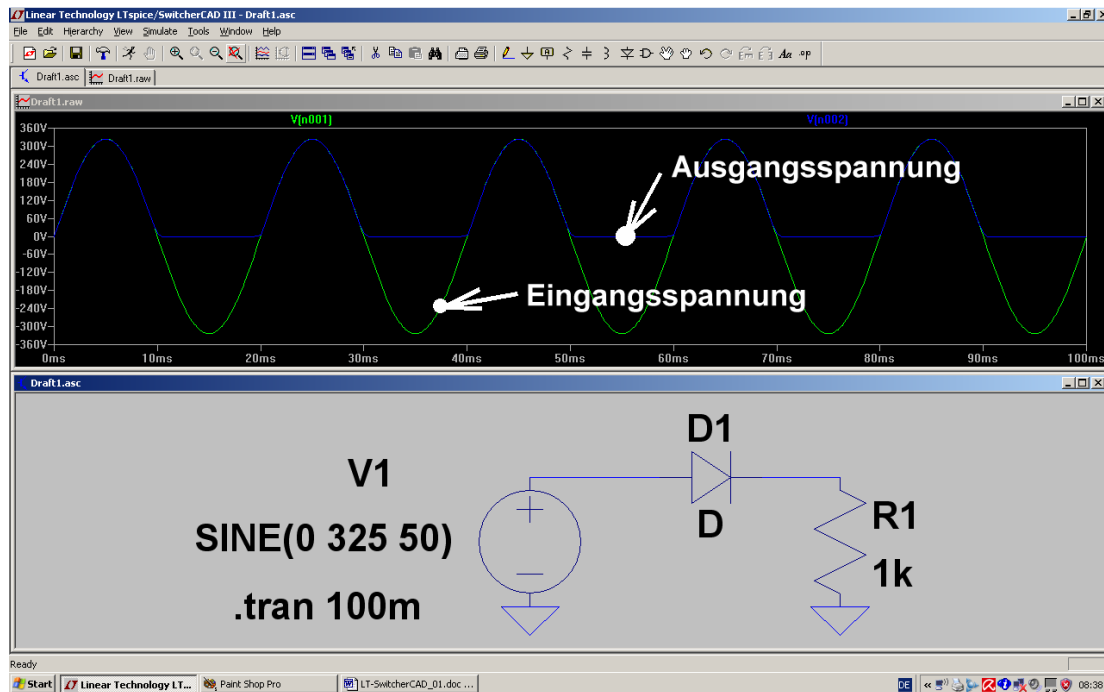 Linear Technology LTspice/SwitcherCAD III - Draft1.asc
File Edit Hierarchy View Simulate Tools Window Help
Draft1.asc Draft1.raw
Draft1.raw
V(n001) V(n002)
360V
300V
240V
180V
120V
60V
0V
-60V
-120V
-180V
-240V
-300V
-360V
Ausgangsspannung
Eingangsspannung
0ms 10ms 20ms 30ms 40ms 50ms 60ms 70ms 80ms 90ms 100ms
Draft1.asc
D1
V1
SINE(0 325 50)
D
R1
1k
.tran 100m
Ready
Start Linear Technology LT... Paint Shop Pro LT-SwitcherCAD_01.doc ... DE « 08:38